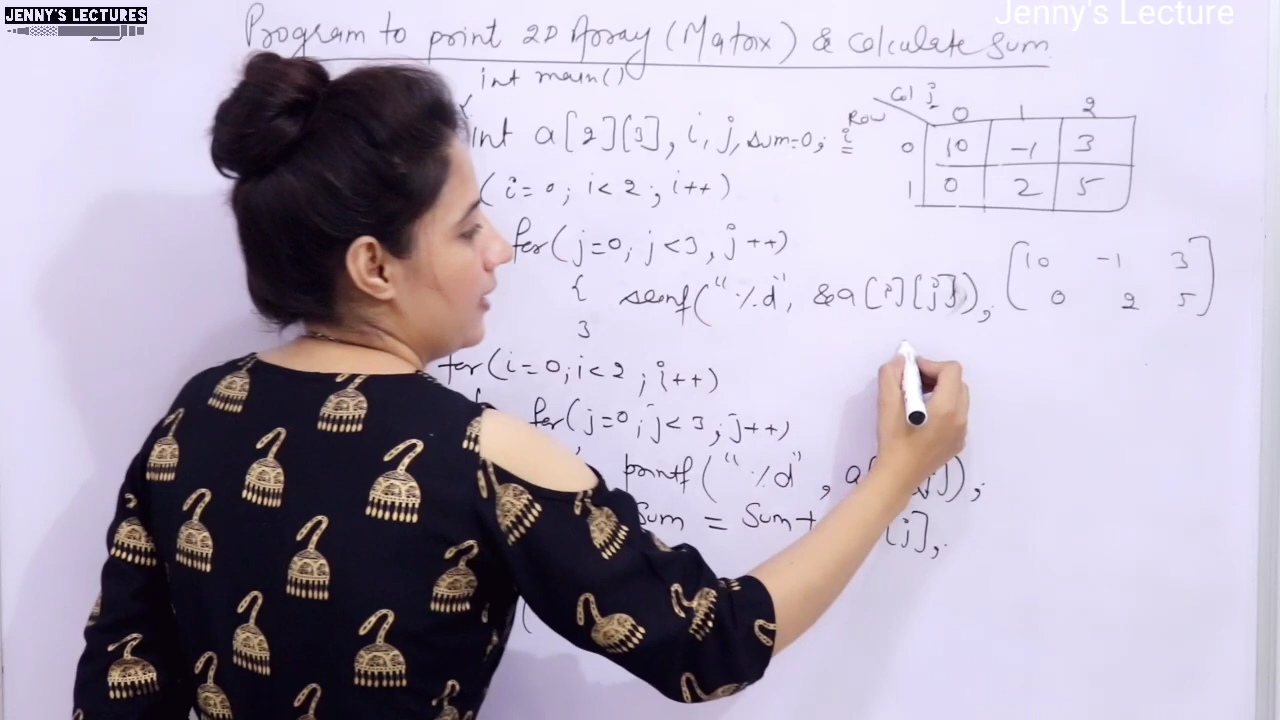 JENNY'S LECTURES
Jenny's Lecture
Program to print 2D Array (Matrix) & Calculate Sum
int main()
{
int a[2][3], i, j, sum=0;
(i=0; i<2; i++)
for(j=0; j<3, j++)
{ scanf("%d", &a[i][j]),
}
for(i=0; i<2; i++)
for(j=0; j<3; j++)
printf("%d", a[ j]);
Sum = Sum+ [j],
(
Col j
Row i
0 1 2
0 10 -1 3
1 0 2 5
10 -1 3
0 2 5